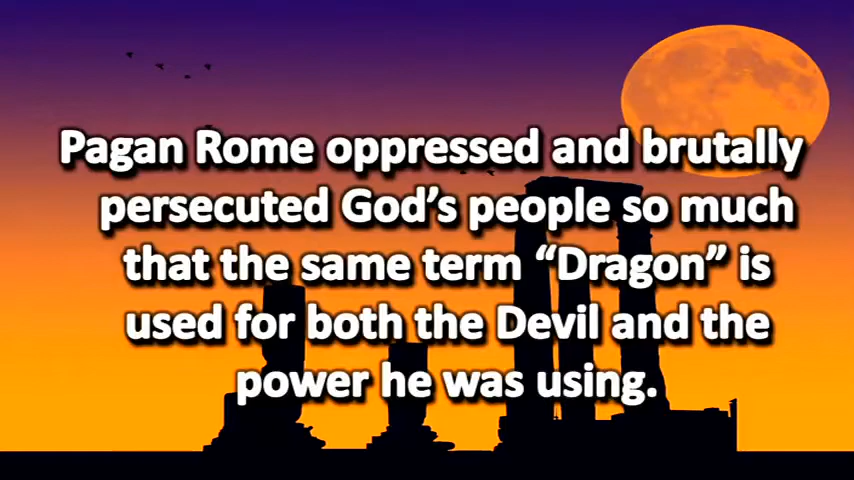 Pagan Rome oppressed and brutally
persecuted God’s people so much
that the same term “Dragon” is
used for both the Devil and the
power he was using.